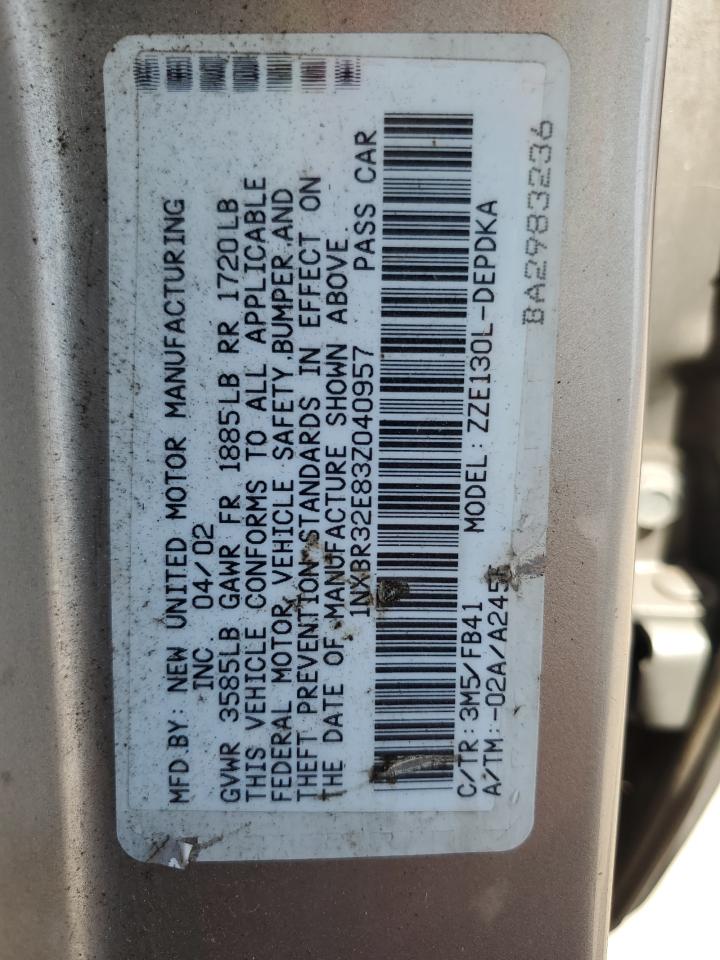 MFD.BY: NEW UNITED MOTOR MANUFACTURING
INC 04/02
GVWR 3585LB GAWR FR 1885LB RR 1720LB
THIS VEHICLE CONFORMS TO ALL APPLICABLE
FEDERAL MOTOR VEHICLE SAFETY,BUMPER,AND
THEFT PREVENTION STANDARDS IN EFFECT ON
THE DATE OF MANUFACTURE SHOWN ABOVE.
1NXBR32E83Z040957 PASS CAR
C/TR:3M5/FB41 MODEL:ZZE130L-DEPDKA
A/TM:-02A/A245E
BA2983236